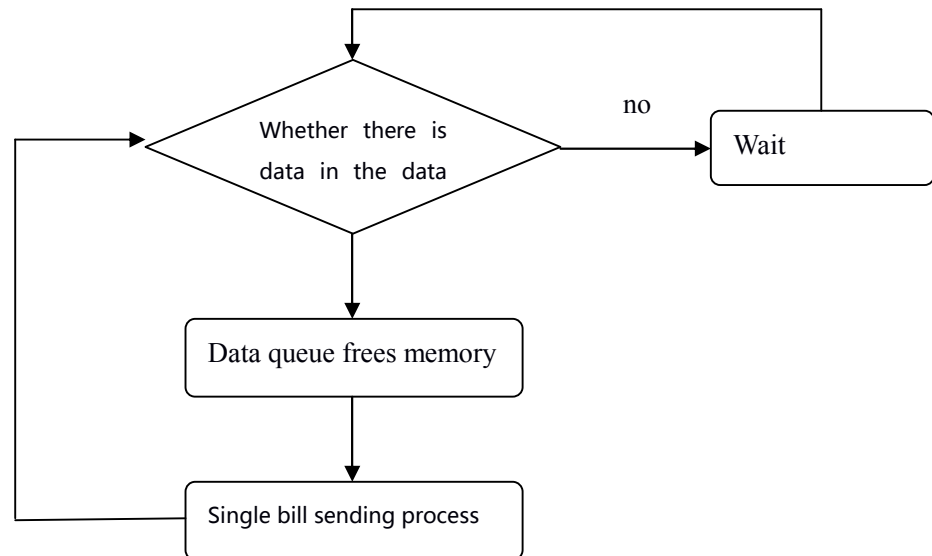 Whether there is
data in the data
no
Wait
Data queue frees memory
Single bill sending process